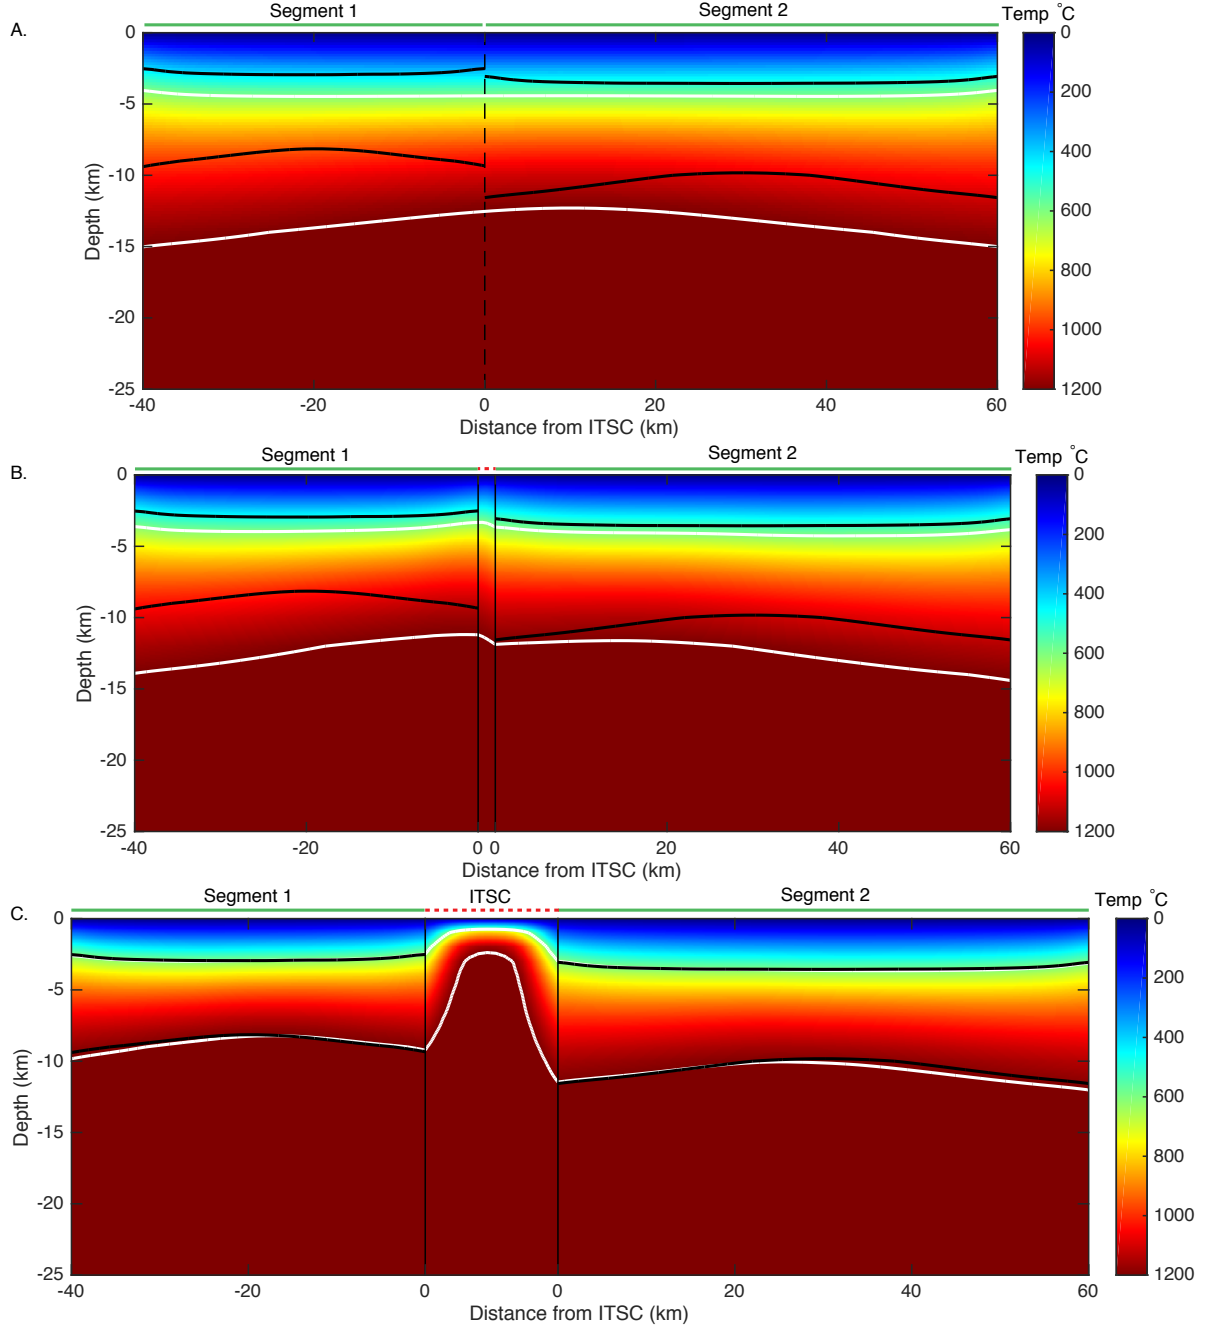 A.
Segment 1 Segment 2 Temp °C
0 0
-5 200
400
-10 600
-15 800
-20 1000
-25 1200
Depth (km)
-40 -20 0 20 40 60
Distance from ITSC (km)
B.
Segment 1 Segment 2 Temp °C
0 0
-5 200
400
-10 600
-15 800
-20 1000
-25 1200
Depth (km)
-40 -20 0 0 20 40 60
Distance from ITSC (km)
C.
Segment 1 ITSC Segment 2 Temp °C
0 0
-5 200
400
-10 600
-15 800
-20 1000
-25 1200
Depth (km)
-40 -20 0 0 20 40 60
Distance from ITSC (km)